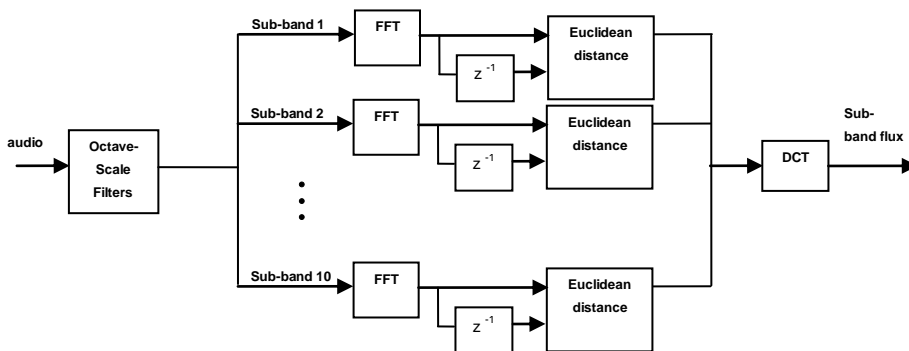 audio
Octave-
Scale
Filters
Sub-band 1
FFT
z -1
Euclidean
distance
Sub-band 2
FFT
z -1
Euclidean
distance
Sub-band 10
FFT
z -1
Euclidean
distance
DCT
Sub-
band flux